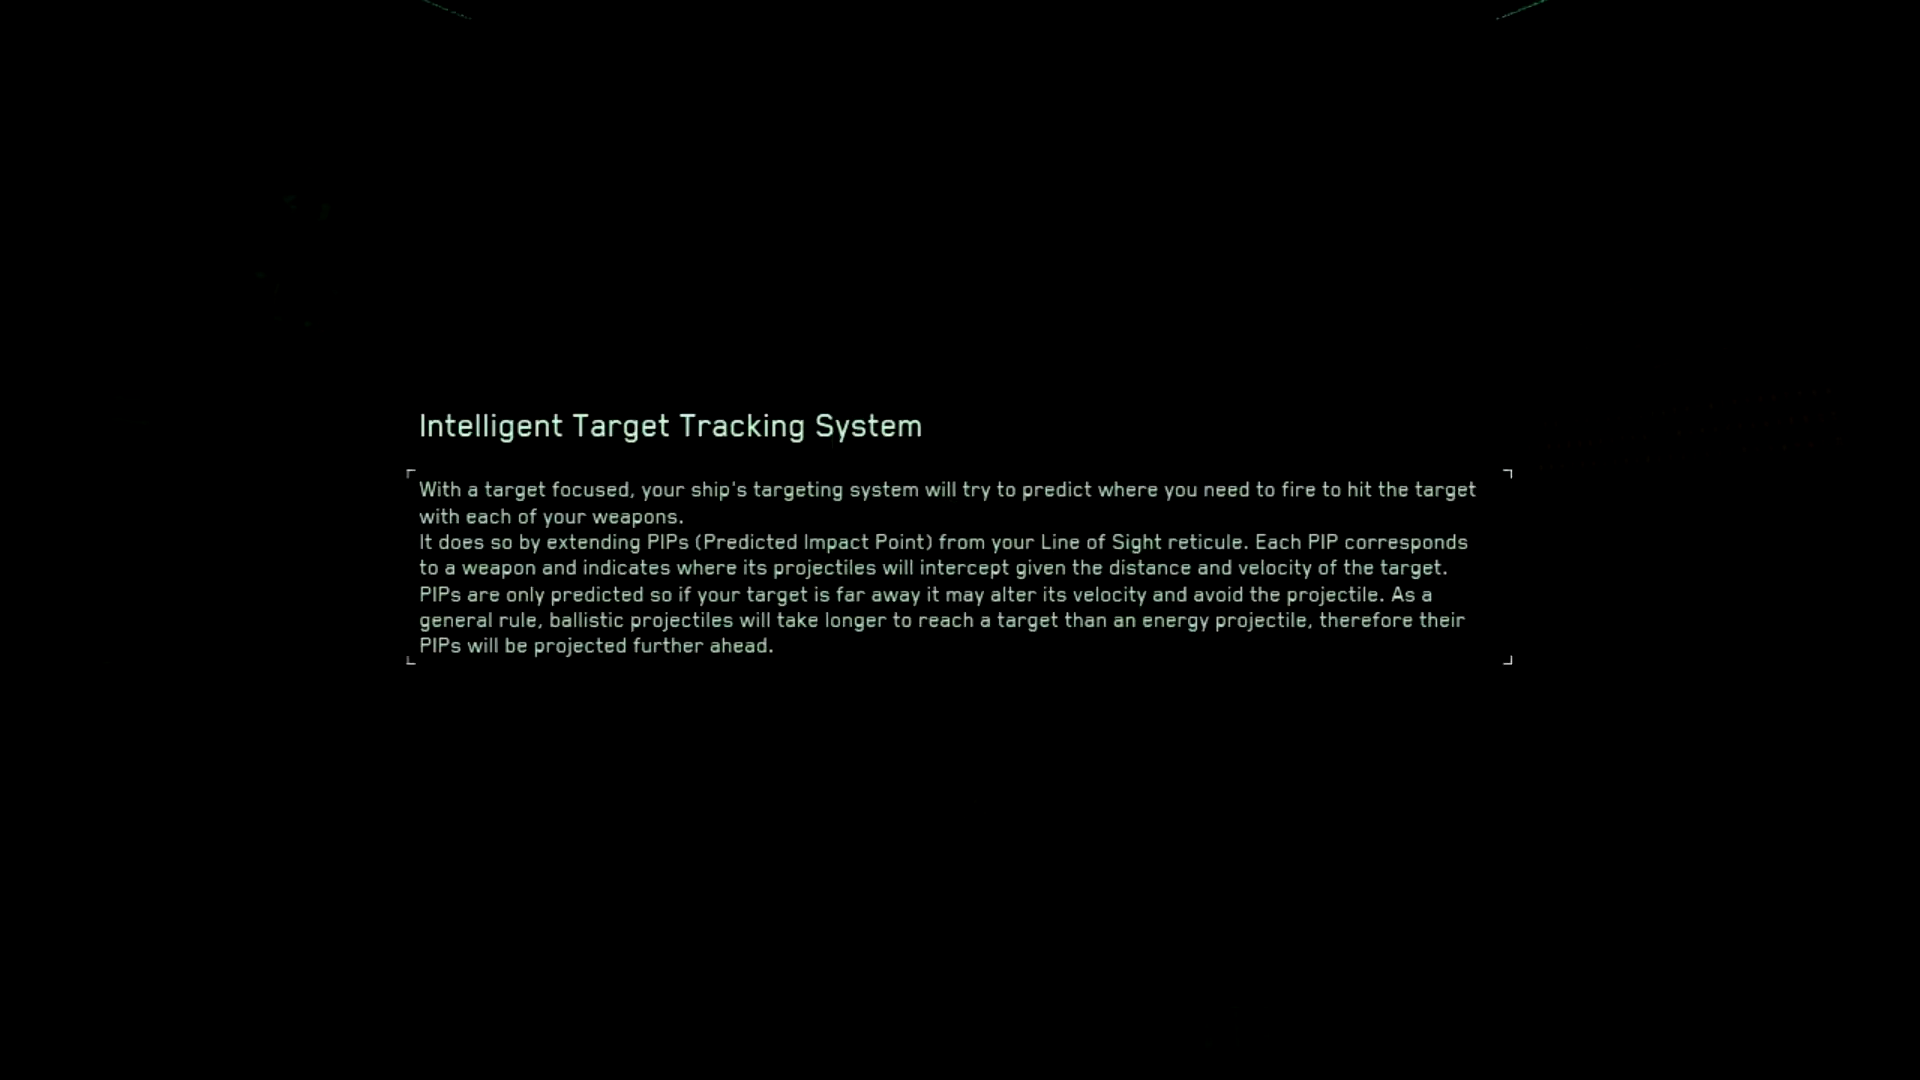 Intelligent Target Tracking System
With a target focused, your ship's targeting system will try to predict where you need to fire to hit the target
with each of your weapons.
It does so by extending PIPs (Predicted Impact Point) from your Line of Sight reticule. Each PIP corresponds
to a weapon and indicates where its projectiles will intercept given the distance and velocity of the target.
PIPs are only predicted so if your target is far away it may alter its velocity and avoid the projectile. As a
general rule, ballistic projectiles will take longer to reach a target than an energy projectile, therefore their
PIPs will be projected further ahead.